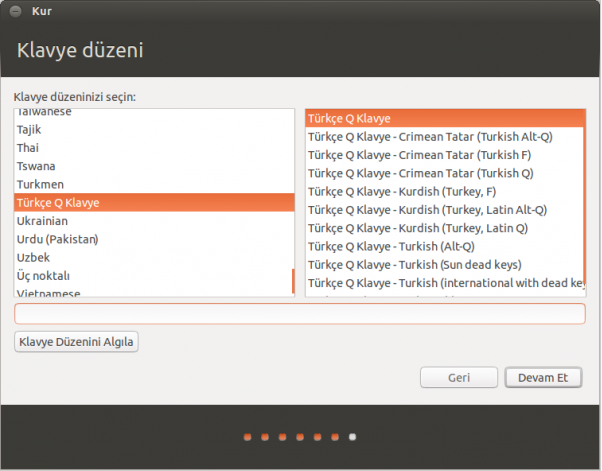 Kur
Klavye düzeni
Klavye düzeninizi seçin:
Taiwanese
Tajik
Thai
Tswana
Turkmen
Türkçe Q Klavye
Ukrainian
Urdu (Pakistan)
Uzbek
Üç noktalı
Vietnamese
Türkçe Q Klavye
Türkçe Q Klavye - Crimean Tatar (Turkish Alt-Q)
Türkçe Q Klavye - Crimean Tatar (Turkish F)
Türkçe Q Klavye - Crimean Tatar (Turkish Q)
Türkçe Q Klavye - Kurdish (Turkey, F)
Türkçe Q Klavye - Kurdish (Turkey, Latin Alt-Q)
Türkçe Q Klavye - Kurdish (Turkey, Latin Q)
Türkçe Q Klavye - Turkish (Alt-Q)
Türkçe Q Klavye - Turkish (Sun dead keys)
Türkçe Q Klavye - Turkish (international with dead key
Klavye Düzenini Algıla
Geri
Devam Et